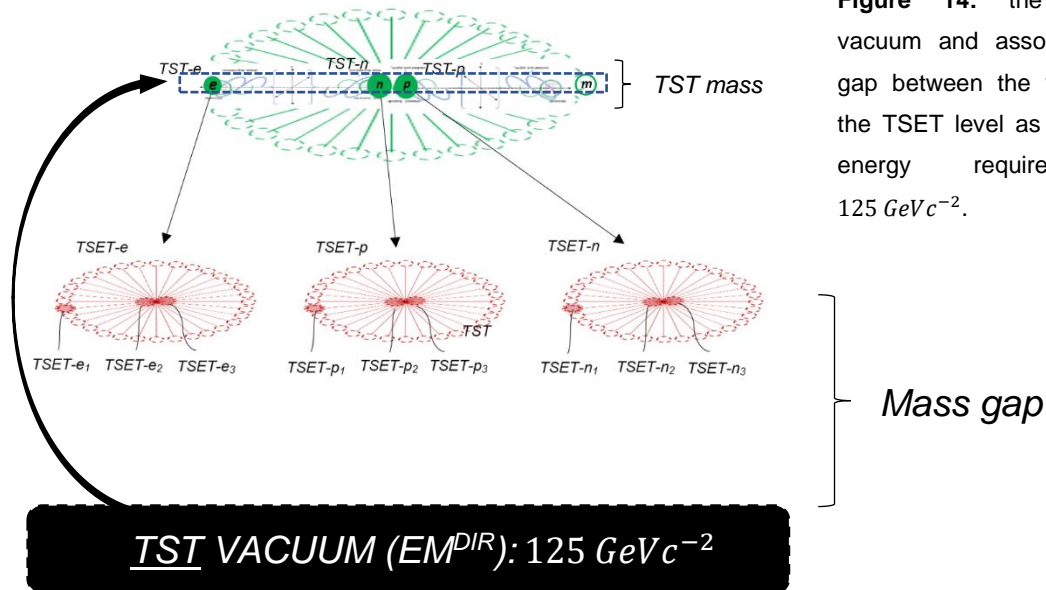 Figure 14: the
vacuum and asso
gap between the
the TSET level as
energy require
125 GeVc⁻².
TST-e
TST-n
TST-p
e
n
p
m
TST mass
TSET-e
TSET-p
TSET-n
TST
TSET-e₁ TSET-e₂ TSET-e₃
TSET-p₁ TSET-p₂ TSET-p₃
TSET-n₁ TSET-n₂ TSET-n₃
Mass gap
TST VACUUM (EMᴰᴵᴿ): 125 GeVc⁻²